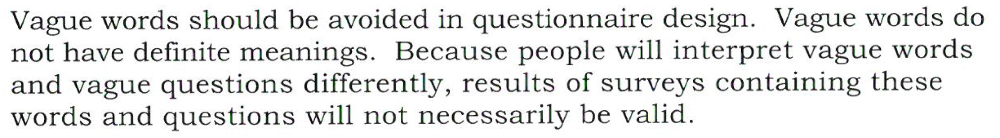 Vague words should be avoided in questionnaire design. Vague words do
not have definite meanings. Because people will interpret vague words
and vague questions differently, results of surveys containing these
words and questions will not necessarily be valid.